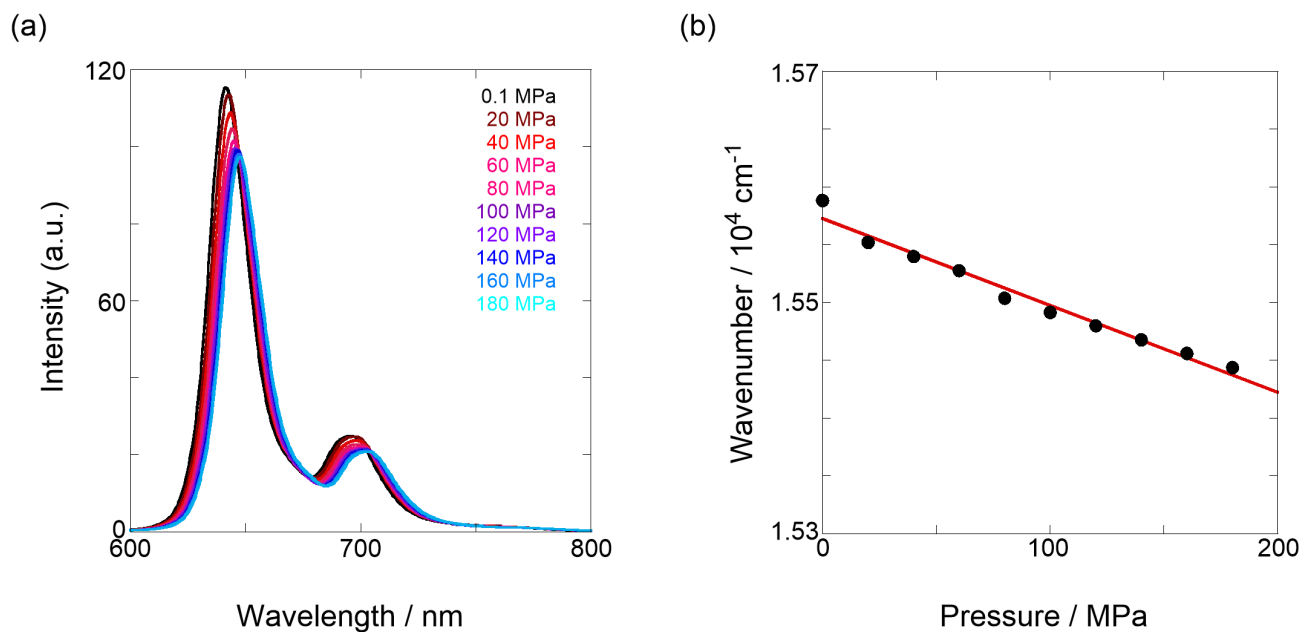 (a)
120
60
0
600
700
800
Intensity (a.u.)
Wavelength / nm
0.1 MPa
20 MPa
40 MPa
60 MPa
80 MPa
100 MPa
120 MPa
140 MPa
160 MPa
180 MPa
(b)
1.57
1.55
1.53
0
100
200
Wavenumber / 10⁴ cm⁻¹
Pressure / MPa